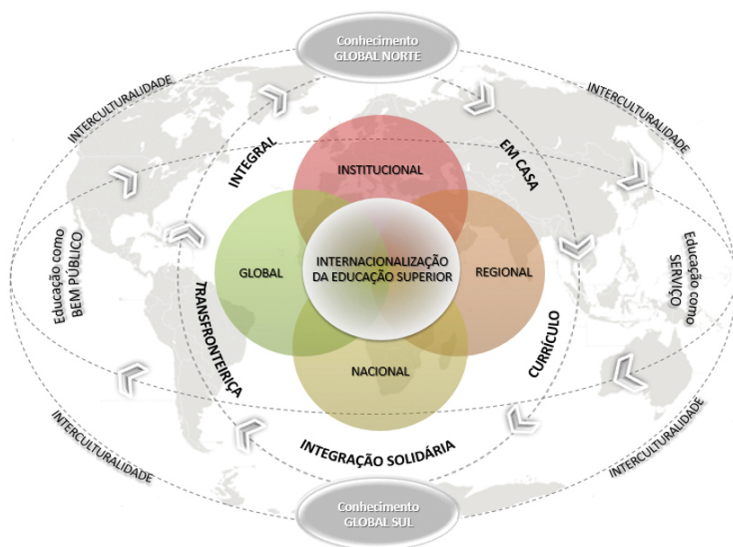 Conhecimento
GLOBAL NORTE
INTERCULTURALIDADE
INTERCULTURALIDADE
INTEGRAL
EM CASA
INSTITUCIONAL
Educação como
BEM PÚBLICO
GLOBAL
INTERNACIONALIZAÇÃO
DA EDUCAÇÃO SUPERIOR
REGIONAL
Educação como
SERVIÇO
TRANSFRONTEIRIÇA
NACIONAL
CURRÍCULO
INTERCULTURALIDADE
INTEGRAÇÃO SOLIDÁRIA
INTERCULTURALIDADE
Conhecimento
GLOBAL SUL